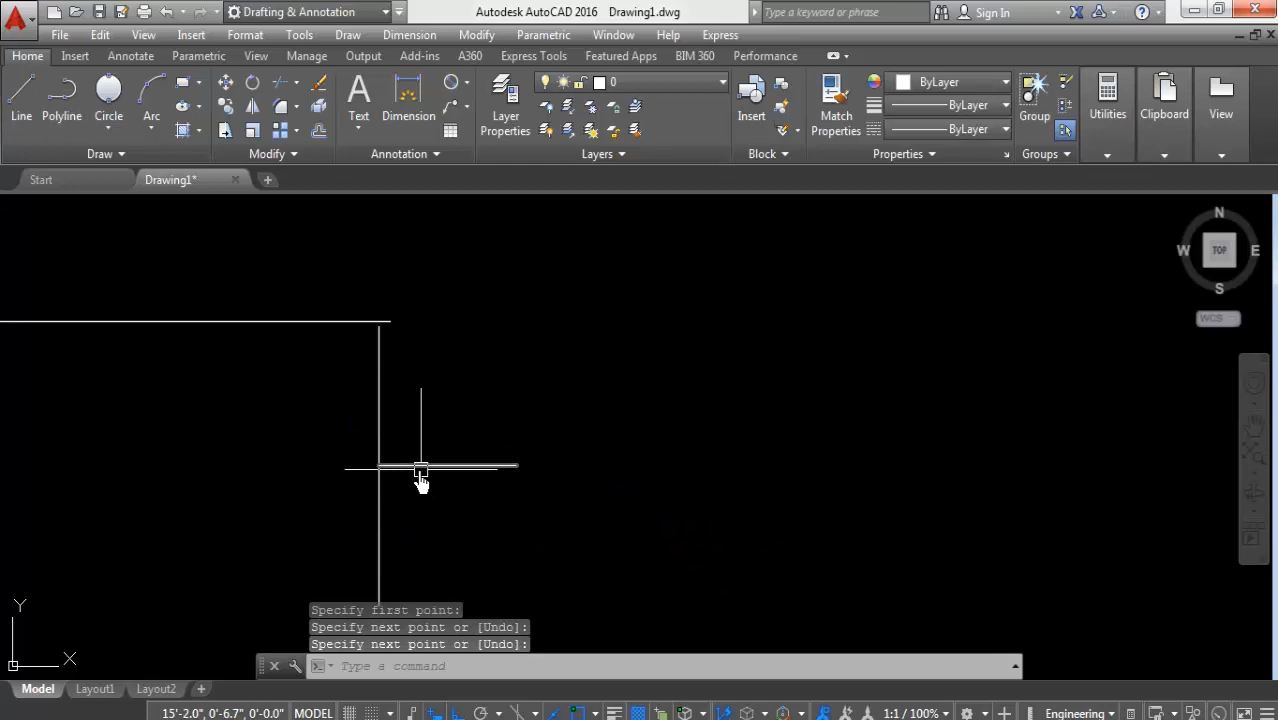 Drafting & Annotation
Autodesk AutoCAD 2016 Drawing1.dwg
Type a keyword or phrase
Sign In
File Edit View Insert Format Tools Draw Dimension Modify Parametric Window Help Express
Home Insert Annotate Parametric View Manage Output Add-ins A360 Express Tools Featured Apps BIM 360 Performance
Line Polyline Circle Arc
Text Dimension
Layer Properties
0
Insert
Match Properties
ByLayer
ByLayer
ByLayer
Group
Utilities
Clipboard
View
Draw Modify Annotation Layers Block Properties Groups
Start Drawing1*
N
W TOP E
S
WCS
Y
X
Specify first point:
Specify next point or [Undo]:
Specify next point or [Undo]:
Type a command
Model Layout1 Layout2
15'-2.0", 0'-6.7", 0'-0.0" MODEL 1:1 / 100% Engineering